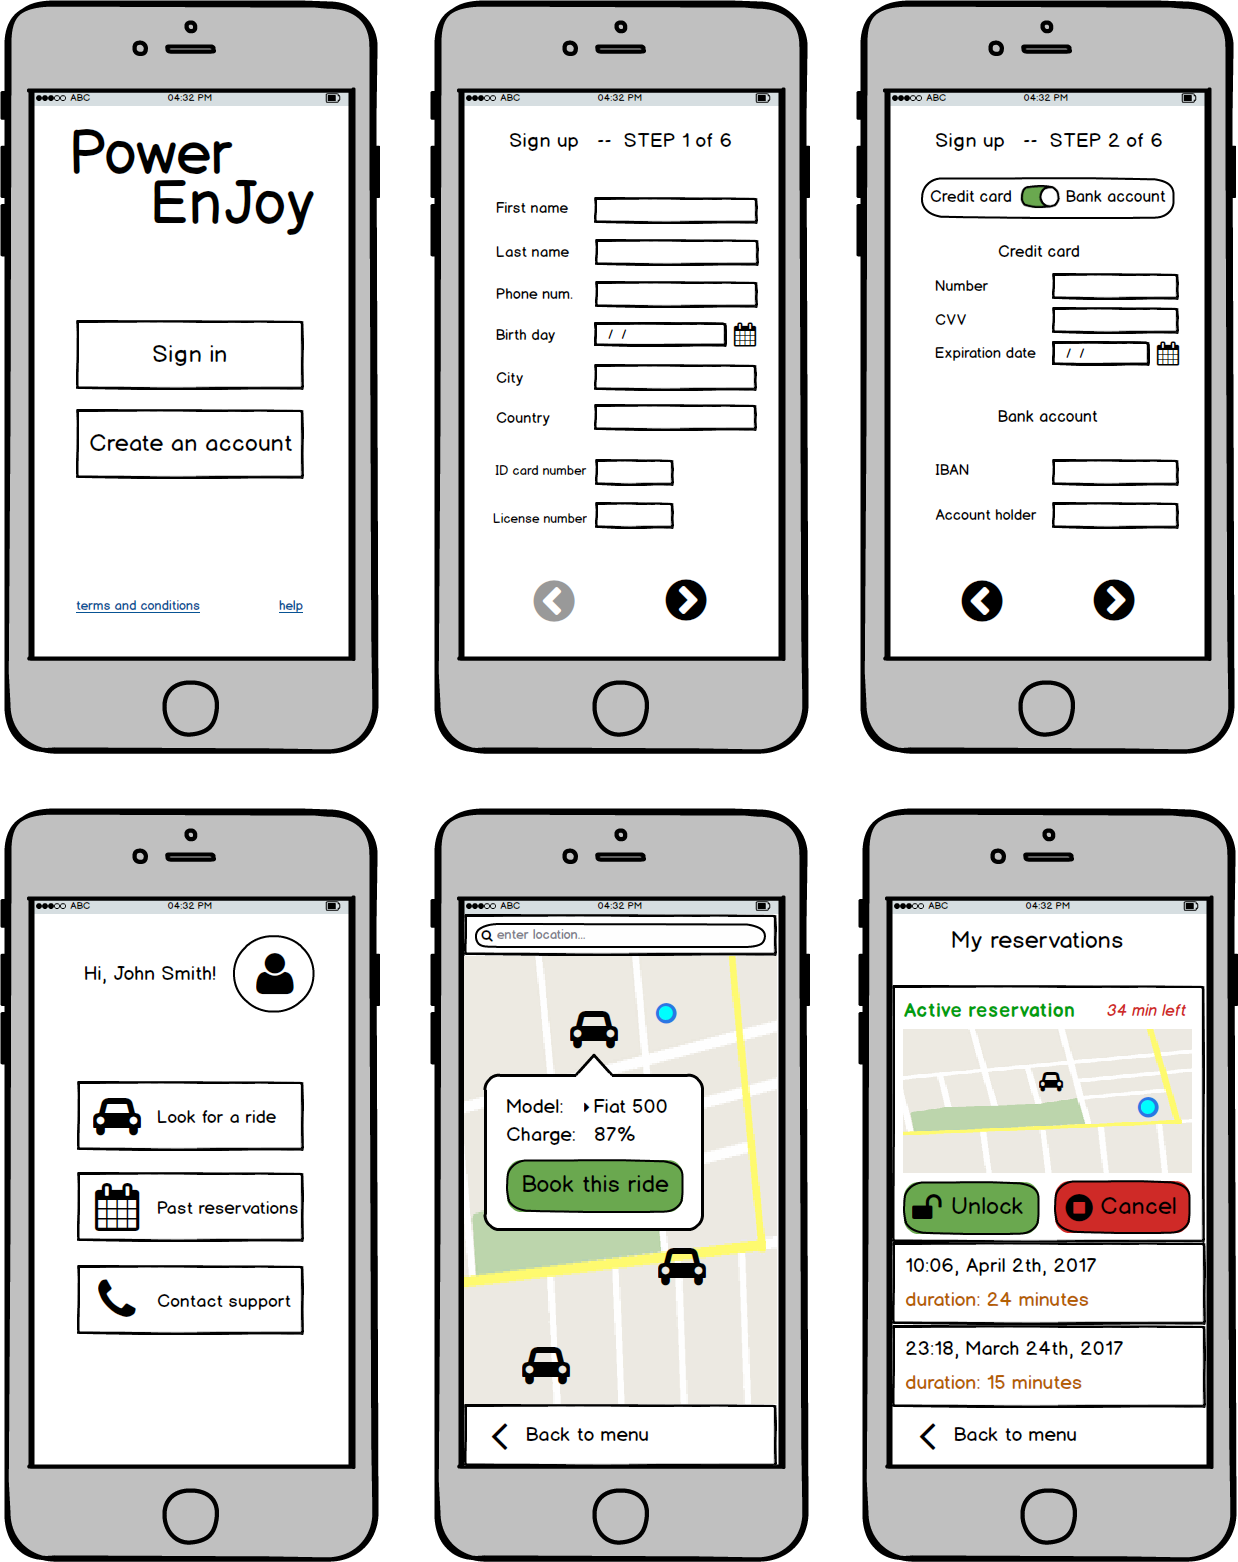 ABC 04:32 PM
Power
EnJoy
Sign in
Create an account
terms and conditions help
ABC 04:32 PM
Sign up -- STEP 1 of 6
First name
Last name
Phone num.
Birth day / /
City
Country
ID card number
License number
ABC 04:32 PM
Sign up -- STEP 2 of 6
Credit card Bank account
Credit card
Number
CVV
Expiration date / /
Bank account
IBAN
Account holder
ABC 04:32 PM
Hi, John Smith!
Look for a ride
Past reservations
Contact support
ABC 04:32 PM
enter location...
Model: Fiat 500
Charge: 87%
Book this ride
Back to menu
ABC 04:32 PM
My reservations
Active reservation 34 min left
Unlock Cancel
10:06, April 2th, 2017
duration: 24 minutes
23:18, March 24th, 2017
duration: 15 minutes
Back to menu